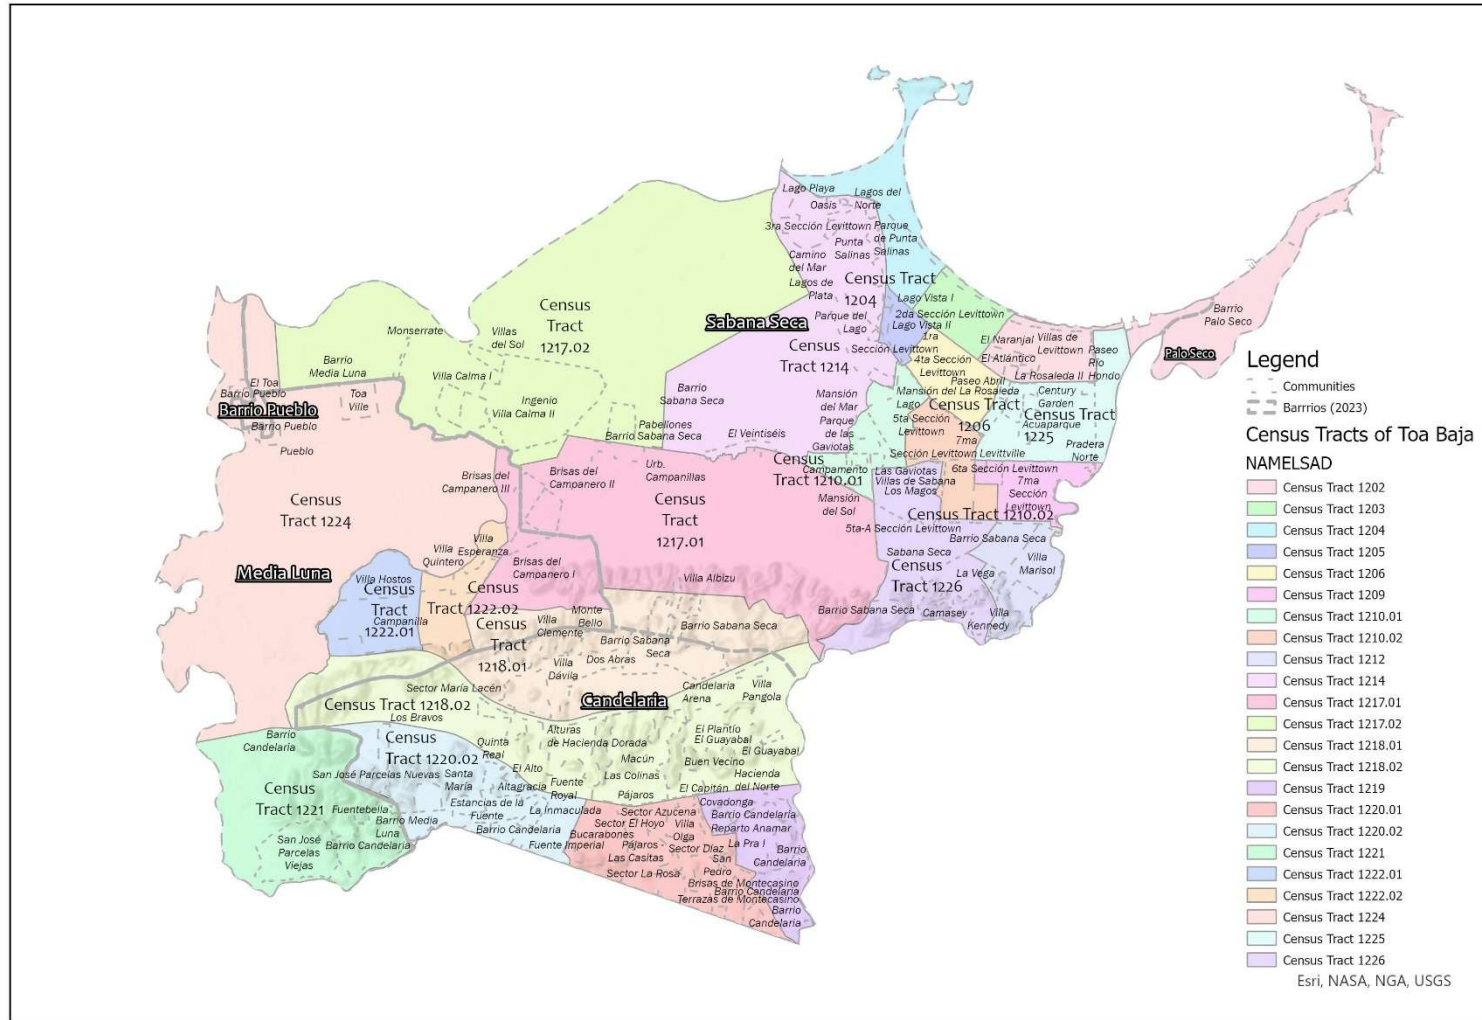 Lago Playa
Oasis
Lagos del
Norte
3ra Sección Levittown
Parque
de Punta
Salinas
Punta
Salinas
Camino
del Mar
Census Tract
1204
Lagos de
Plata
Lago Vista I
Parque del
Lago
2da Sección Levittown
Lago Vista II
1ra
Sección Levittown
Barrio
Palo Seco
Palo Seco
El Naranjal
Villas de
Levittown
El Atlántico
Paseo
Río
Hondo
La Rosaleda II
4ta Sección
Levittown
Paseo Abril
Mansión del
La Rosaleda
Lago
Census Tract
1206
Century
Garden
Census Tract
1225
Acuaparque
Pradera
Norte
Sabana Seca
Census
Tract 1214
Census
Tract
1217.02
Monserrate
Villas
del Sol
Barrio
Media Luna
Villa Calma I
Ingenio
Villa Calma II
Toa
Ville
El Toa
Barrio Pueblo
Barrio Pueblo
Barrio Pueblo
Pueblo
Barrio
Sabana Seca
Pabellones
Barrio Sabana Seca
El Veintiséis
Mansión
del Mar
Parque
de las
Gaviotas
5ta Sección
Levittown
7ma
Sección Levittown
Levittville
Census
Tract 1210.01
Campamento
Las Gaviotas
Villas de Sabana
Los Magos
6ta Sección Levittown
7ma
Sección
Levittown
Mansión
del Sol
Census Tract 1210.02
5ta-A Sección Levittown
Barrio Sabana Seca
Sabana Seca
Census
Tract 1226
La Vega
Villa
Marisol
Barrio Sabana Seca
Camasey
Villa
Kennedy
Brisas del
Campanero III
Brisas del
Campanero II
Urb.
Campanillas
Census
Tract
1217.01
Census
Tract 1224
Villa
Esperanza
Villa
Quintero
Brisas del
Campanero I
Villa Albizu
Media Luna
Villa Hostos
Census
Tract
1222.01
Campanilla
Census
Tract 1222.02
Monte
Bello
Villa
Clemente
Census
Tract
1218.01
Barrio Sabana Seca
Barrio Sabana
Seca
Dos Abras
Villa
Dávila
Candelaria
Candelaria
Arena
Villa
Pangola
Sector María Lacén
Census Tract 1218.02
Los Bravos
Barrio
Candelaria
Census
Tract 1220.02
Quinta
Real
Alturas
de Hacienda Dorada
El Plantío
El Guayabal
El Guayabal
Macún
Buen Vecino
El Alto
Las Colinas
Hacienda
del Norte
San José Parcelas Nuevas
Santa
María
Altagracia
Fuente
Royal
Pájaros
El Capitán
Census
Tract 1221
Fuentebella
Estancias de la
Fuente
La Inmaculada
Barrio Media
Luna
Barrio Candelaria
Barrio Candelaria
San José
Parcelas
Viejas
Fuente Imperial
Sector Azucena
Covadonga
Sector El Hoyo
Villa
Olga
Barrio Candelaria
Bucarabones
Reparto Anamar
Pájaros
Sector Díaz
La Pra I
Las Casitas
San
Pedro
Barrio
Candelaria
Sector La Rosa
Brisas de Montecasino
Barrio Candelaria
Terrazas de Montecasino
Barrio
Candelaria
Legend
Communities
Barrrios (2023)
Census Tracts of Toa Baja
NAMELSAD
Census Tract 1202
Census Tract 1203
Census Tract 1204
Census Tract 1205
Census Tract 1206
Census Tract 1209
Census Tract 1210.01
Census Tract 1210.02
Census Tract 1212
Census Tract 1214
Census Tract 1217.01
Census Tract 1217.02
Census Tract 1218.01
Census Tract 1218.02
Census Tract 1219
Census Tract 1220.01
Census Tract 1220.02
Census Tract 1221
Census Tract 1222.01
Census Tract 1222.02
Census Tract 1224
Census Tract 1225
Census Tract 1226
Esri, NASA, NGA, USGS